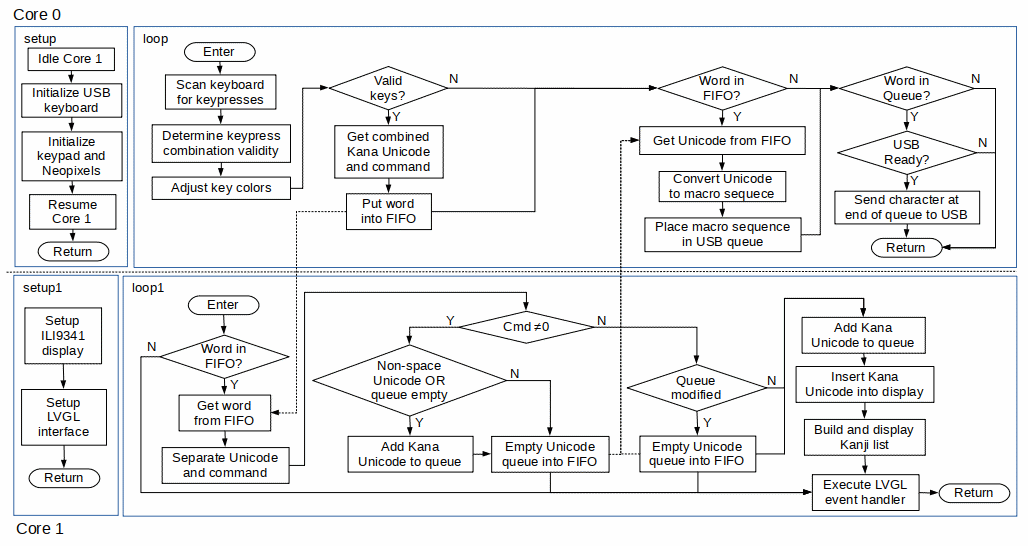 Core 0
setup
Idle Core 1
Initialize USB
keyboard
Initialize
keypad and
Neopixels
Resume
Core 1
Return
loop
Enter
Scan keyboard
for keypresses
Determine keypress
combination validity
Adjust key colors
Valid
keys?
N
Y
Get combined
Kana Unicode
and command
Put word
into FIFO
Word in
FIFO?
N
Y
Get Unicode from FIFO
Convert Unicode
to macro sequece
Place macro sequence
in USB queue
Word in
Queue?
N
Y
USB
Ready?
N
Y
Send character at
end of queue to USB
Return
setup1
Setup
ILI9341
display
Setup
LVGL
interface
Return
loop1
Enter
Word in
FIFO?
N
Y
Get word
from FIFO
Separate Unicode
and command
Cmd ≠0
Y
N
Non-space
Unicode OR
queue empty
N
Y
Add Kana
Unicode to queue
Empty Unicode
queue into FIFO
Queue
modified
N
Y
Empty Unicode
queue into FIFO
Add Kana
Unicode to queue
Insert Kana
Unicode into display
Build and display
Kanji list
Execute LVGL
event handler
Return
Core 1